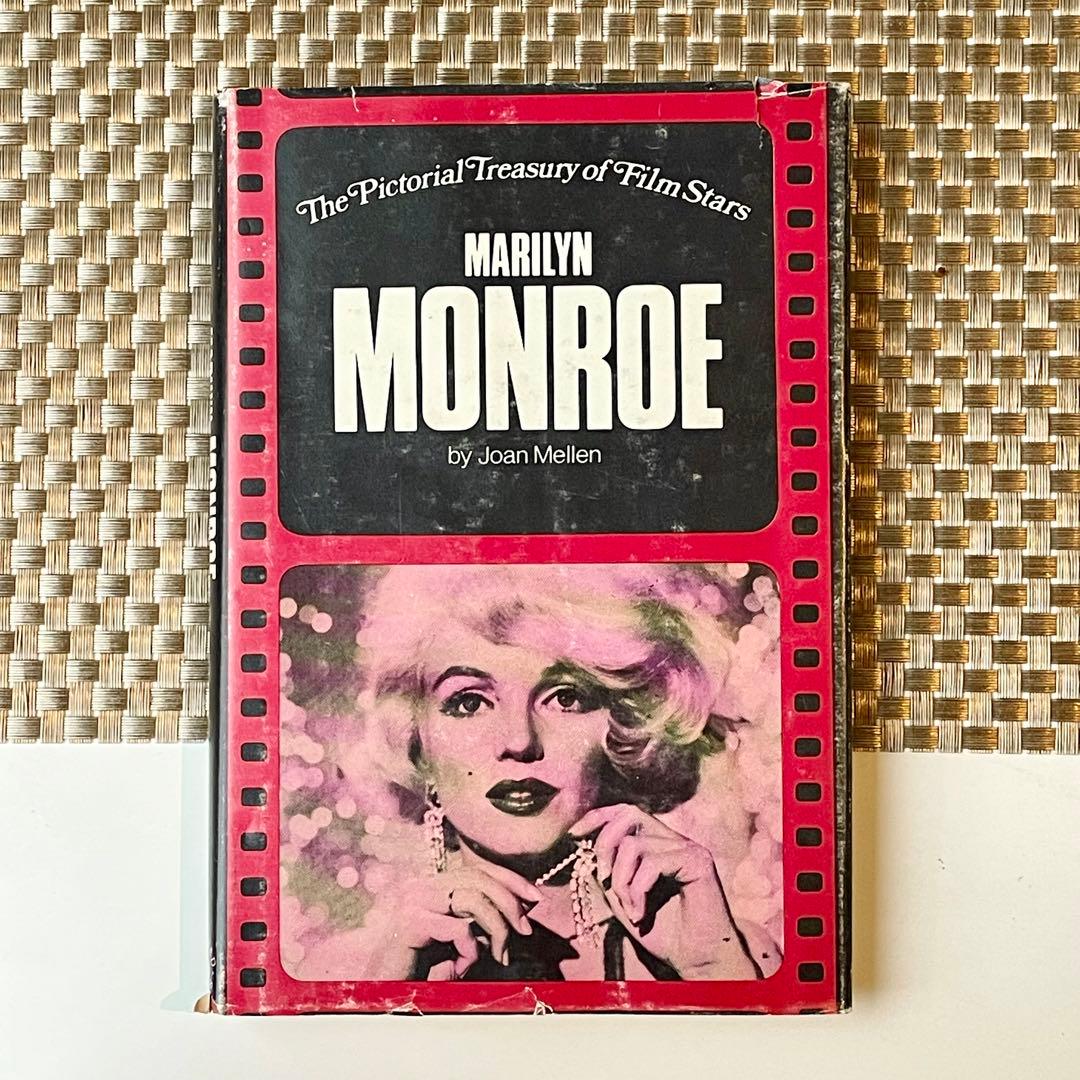 The Pictorial Treasury of Film Stars
MARILYN
MONROE
by Joan Mellen